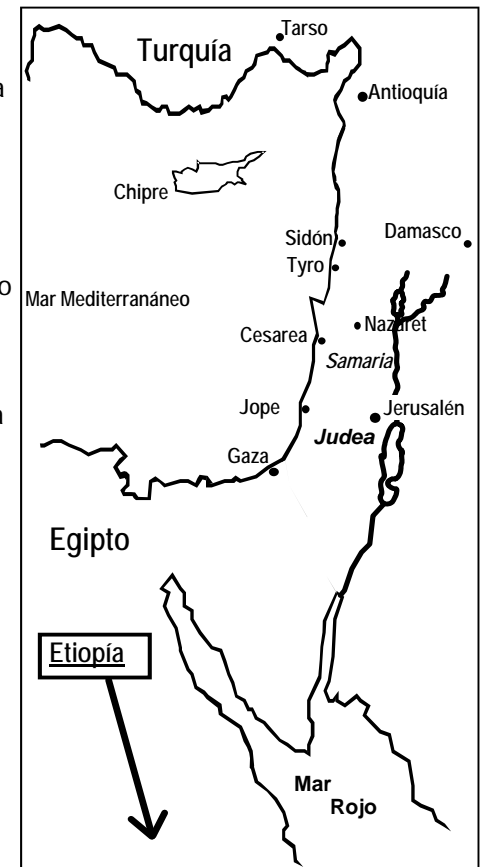 Tarso
Turquía
a
Antioquía
Chipre
Sidón
Damasco
Tyro
o
Mar Mediterranáneo
Nazaret
Cesarea
Samaria
a
Jope
Jerusalén
Judea
Gaza
Egipto
Etiopía
Mar
Rojo